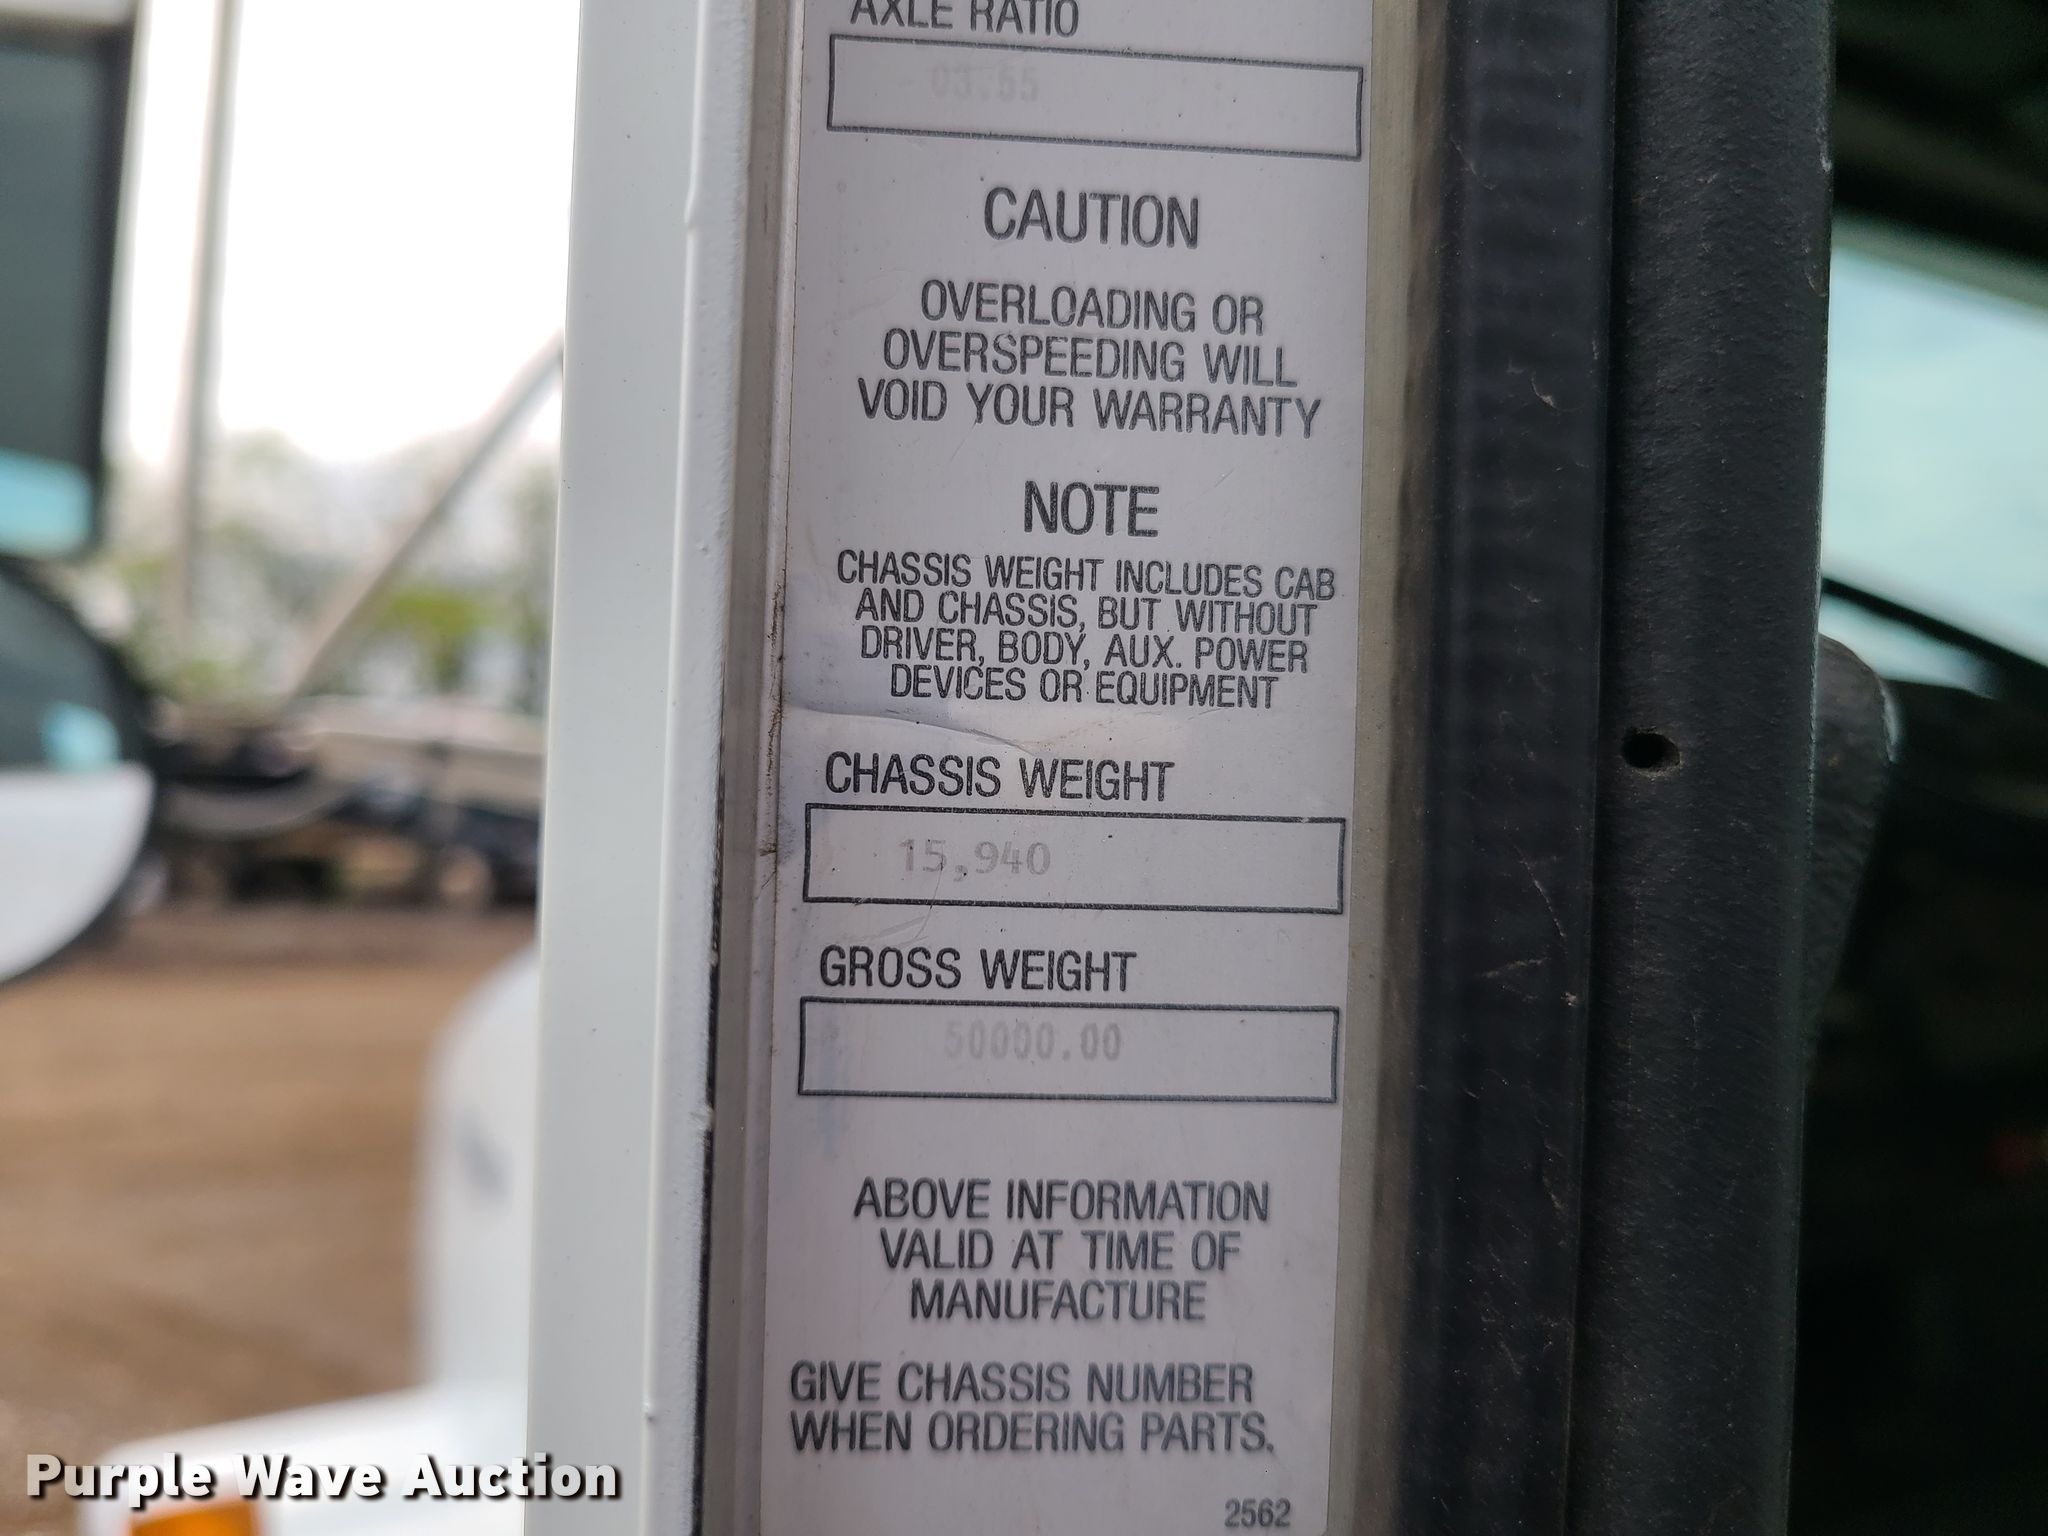 AXLE RATIO
03.55
CAUTION
OVERLOADING OR
OVERSPEEDING WILL
VOID YOUR WARRANTY
NOTE
CHASSIS WEIGHT INCLUDES CAB
AND CHASSIS, BUT WITHOUT
DRIVER, BODY, AUX. POWER
DEVICES OR EQUIPMENT
CHASSIS WEIGHT
15,940
GROSS WEIGHT
50000.00
ABOVE INFORMATION
VALID AT TIME OF
MANUFACTURE
GIVE CHASSIS NUMBER
WHEN ORDERING PARTS.
2562
Purple Wave Auction